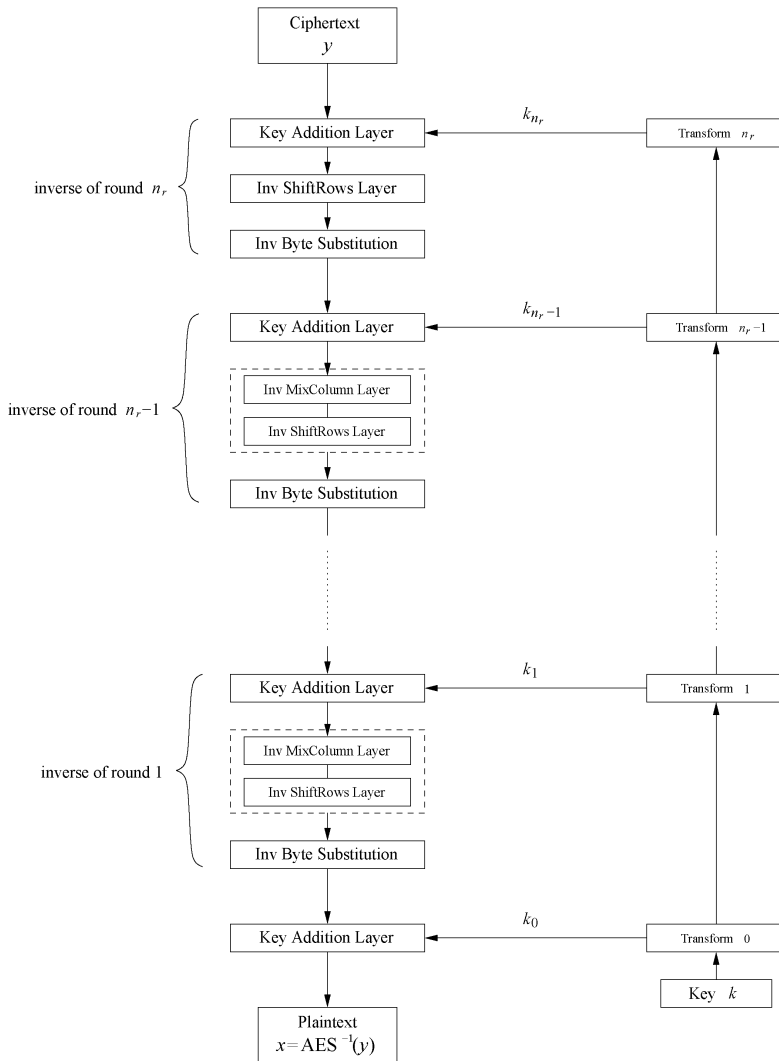 Ciphertext
y
k_{n_r}
Key Addition Layer
Transform n_r
inverse of round n_r
Inv ShiftRows Layer
Inv Byte Substitution
k_{n_r−1}
Key Addition Layer
Transform n_r−1
Inv MixColumn Layer
inverse of round n_r−1
Inv ShiftRows Layer
Inv Byte Substitution
k_1
Key Addition Layer
Transform 1
Inv MixColumn Layer
inverse of round 1
Inv ShiftRows Layer
Inv Byte Substitution
k_0
Key Addition Layer
Transform 0
Key k
Plaintext
x=AES^{−1}(y)